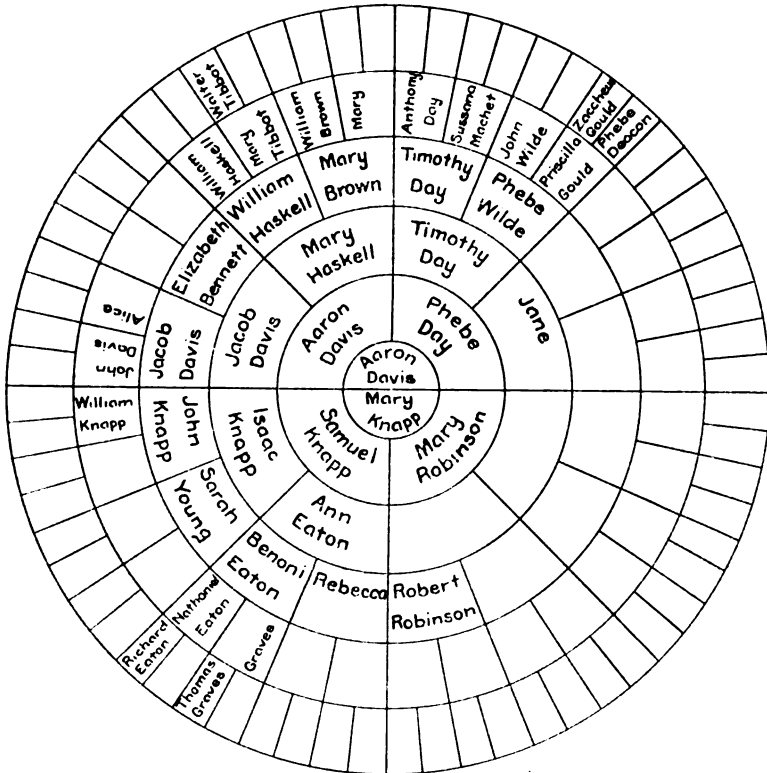 Walter
Tibbot
William
Haskell
Mary
Tibbot
William
Brown
Mary
Anthony
Day
Sussana
Machet
John
Wilde
Priscilla
Gould
Zaccheus
Gould
Phebe
Deacon
Elizabeth
Bennett
William
Haskell
Mary
Brown
Timothy
Day
Phebe
Wilde
Mary
Haskell
Timothy
Day
Jane
Alice
John
Davis
Jacob
Davis
Jacob
Davis
Aaron
Davis
Phebe
Day
Aaron
Davis
Mary
Knapp
William
Knapp
John
Knapp
Isaac
Knapp
Samuel
Knapp
Mary
Robinson
Sarah
Young
Ann
Eaton
Benoni
Eaton
Rebecca
Robert
Robinson
Nathaniel
Eaton
Graves
Richard
Eaton
Thomas
Graves